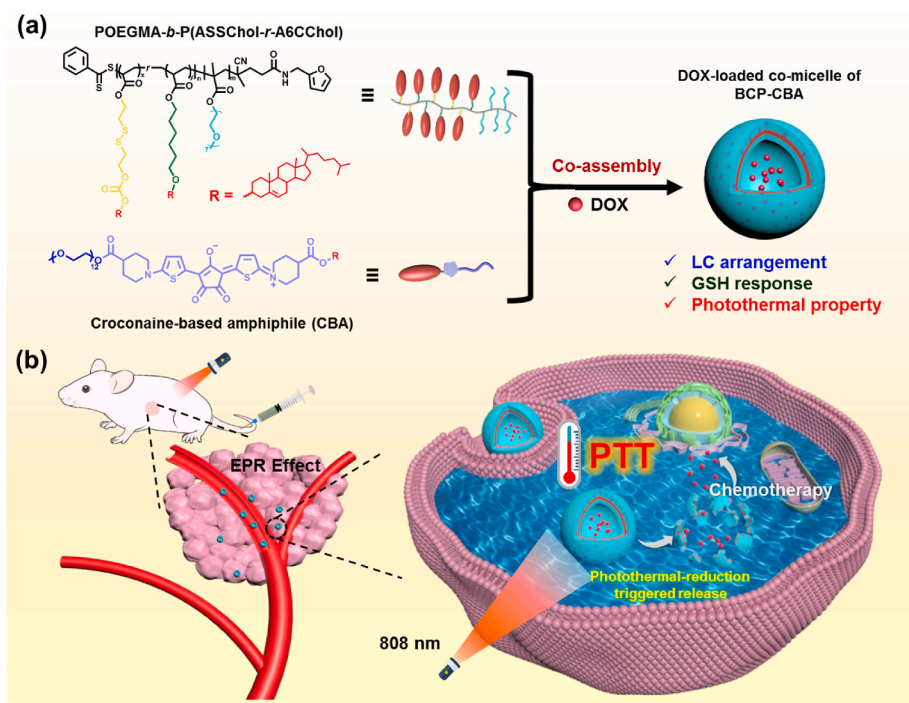 (a)
POEGMA-b-P(ASSChol-r-A6CChol)
S
S
r
x
n
m
CN
O
O
N
H
O
O
O
O
O
O
O
7
S
S
O
O
O
O
R
R
R =
≡
Croconaine-based amphiphile (CBA)
O
12
O
N
S
O⁻
O
O
S
N
+
O
O
R
≡
Co-assembly
DOX
DOX-loaded co-micelle of
BCP-CBA
✓ LC arrangement
✓ GSH response
✓ Photothermal property
(b)
EPR Effect
PTT
Chemotherapy
Photothermal-reduction
triggered release
808 nm